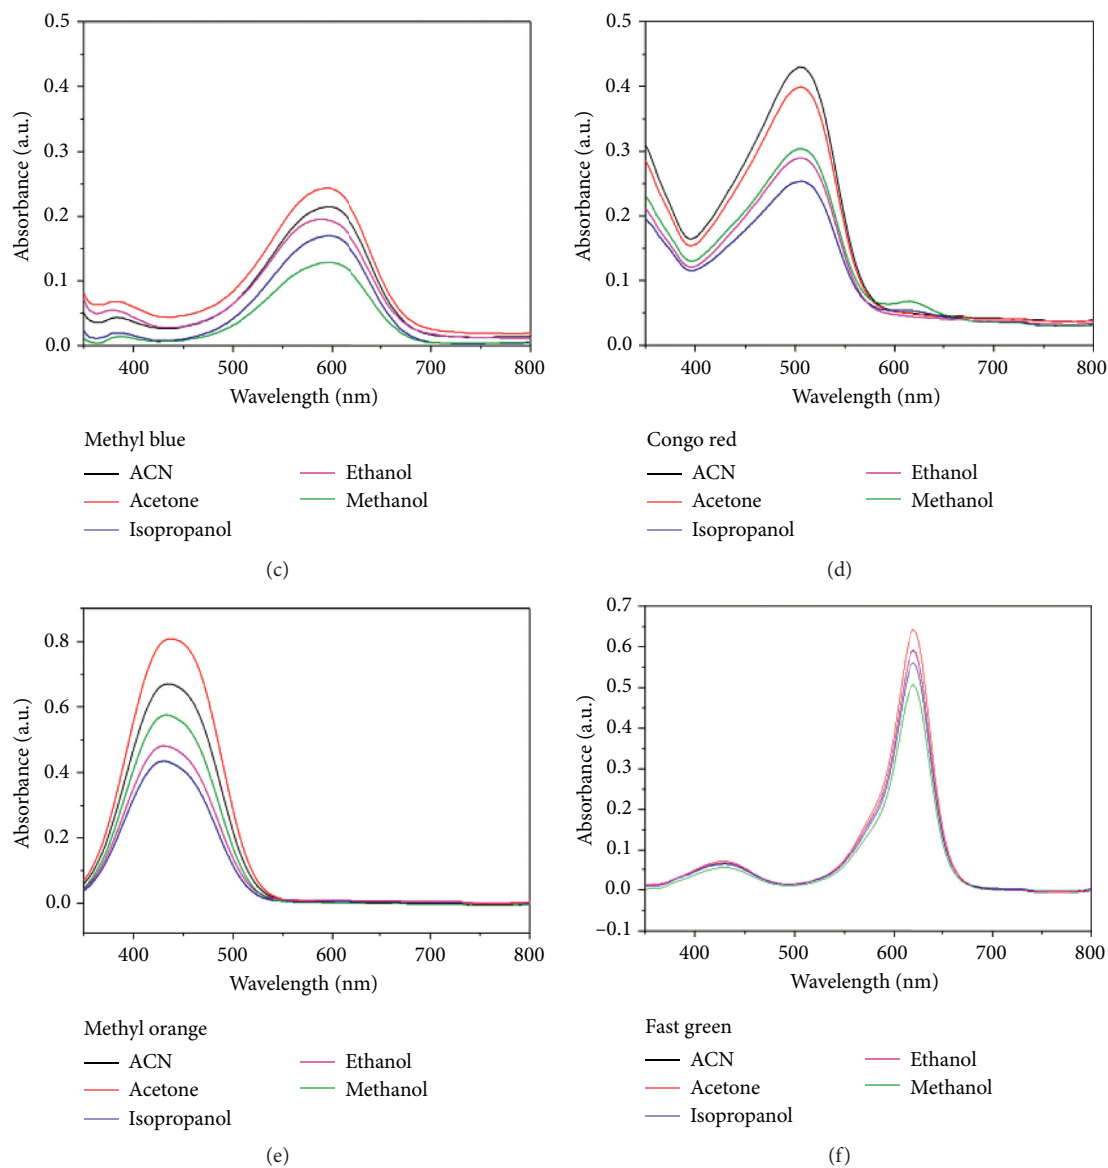 0.5
0.4
0.3
0.2
0.1
0.0
Absorbance (a.u.)
400 500 600 700 800
Wavelength (nm)
Methyl blue
ACN Ethanol
Acetone Methanol
Isopropanol
(c)
0.5
0.4
0.3
0.2
0.1
0.0
Absorbance (a.u.)
400 500 600 700 800
Wavelength (nm)
Congo red
ACN Ethanol
Acetone Methanol
Isopropanol
(d)
0.8
0.6
0.4
0.2
0.0
Absorbance (a.u.)
400 500 600 700 800
Wavelength (nm)
Methyl orange
ACN Ethanol
Acetone Methanol
Isopropanol
(e)
0.7
0.6
0.5
0.4
0.3
0.2
0.1
0.0
−0.1
Absorbance (a.u.)
400 500 600 700 800
Wavelength (nm)
Fast green
ACN Ethanol
Acetone Methanol
Isopropanol
(f)